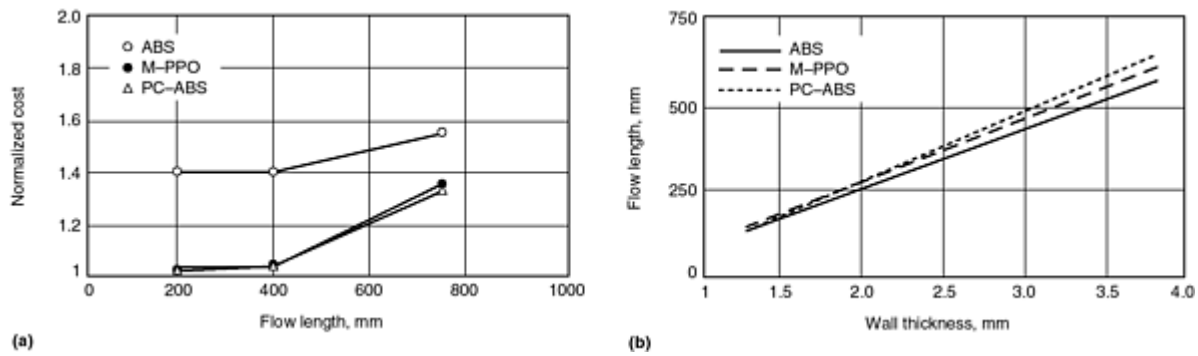 2.0
1.8
1.6
1.4
1.2
1
Normalized cost
ABS
M–PPO
PC–ABS
0 200 400 600 800 1000
Flow length, mm
(a)
750
500
250
0
Flow length, mm
ABS
M–PPO
PC–ABS
1 1.5 2.0 2.5 3.0 3.5 4.0
Wall thickness, mm
(b)